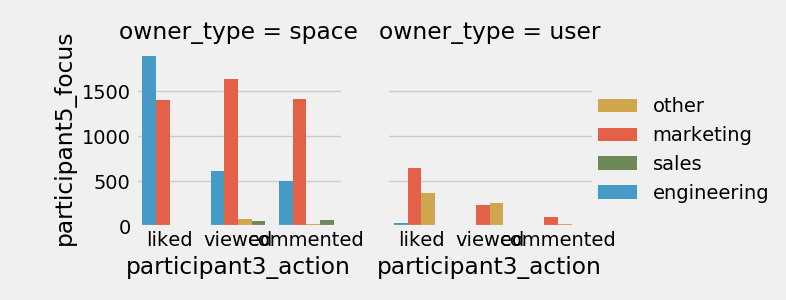 owner_type = space
owner_type = user
participant5_focus
1500
1000
500
0
liked
viewed
commented
liked
viewed
commented
participant3_action
participant3_action
other
marketing
sales
engineering